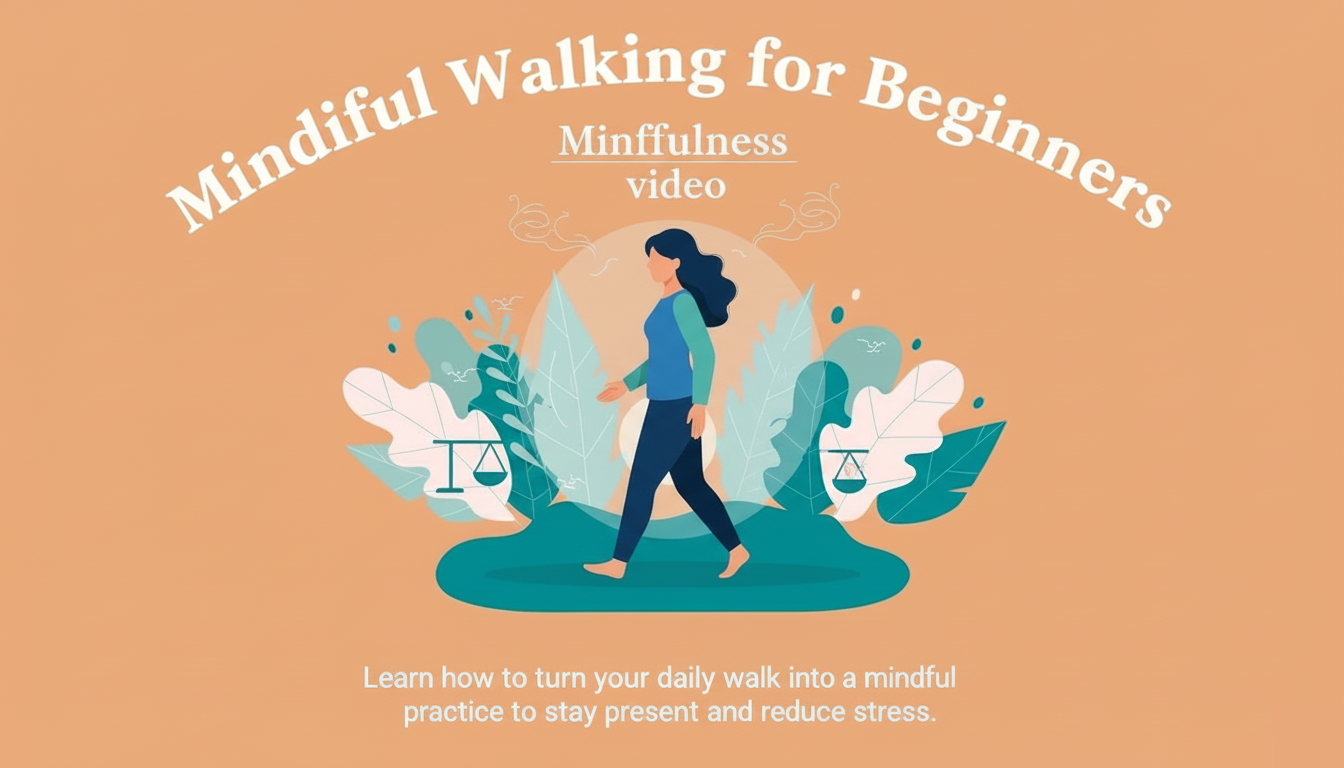 Mindiful Walking for Beginners
Minffulness
video
Learn how to turn your daily walk into a mindful
practice to stay present and reduce stress.